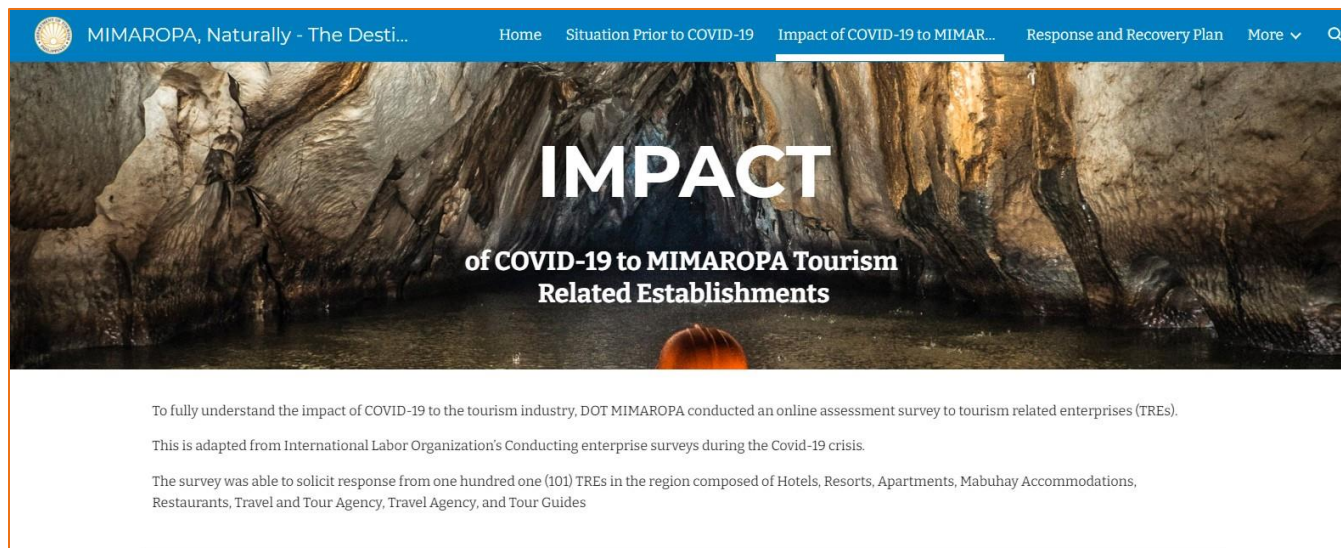 MIMAROPA, Naturally - The Desti...
Home
Situation Prior to COVID-19
Impact of COVID-19 to MIMAR...
Response and Recovery Plan
More
IMPACT
of COVID-19 to MIMAROPA Tourism
Related Establishments
To fully understand the impact of COVID-19 to the tourism industry, DOT MIMAROPA conducted an online assessment survey to tourism related enterprises (TREs).
This is adapted from International Labor Organization's Conducting enterprise surveys during the Covid-19 crisis.
The survey was able to solicit response from one hundred one (101) TREs in the region composed of Hotels, Resorts, Apartments, Mabuhay Accommodations,
Restaurants, Travel and Tour Agency, Travel Agency, and Tour Guides